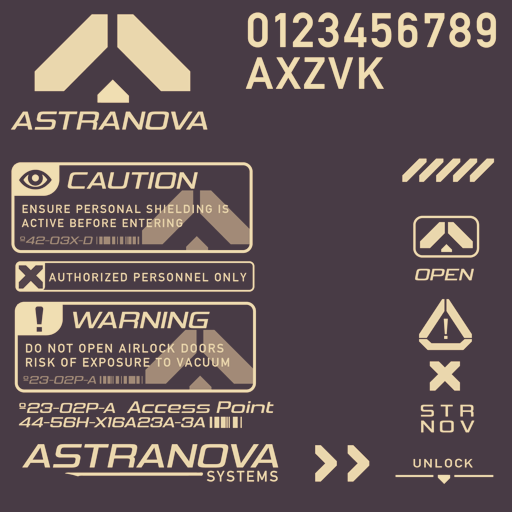 0123456789
AXZVK
ASTRANOVA
CAUTION
ENSURE PERSONAL SHIELDING IS
ACTIVE BEFORE ENTERING
º42-03X-D
AUTHORIZED PERSONNEL ONLY
OPEN
!
WARNING
DO NOT OPEN AIRLOCK DOORS
RISK OF EXPOSURE TO VACUUM
º23-02P-A
!
º23-02P-A Access Point
44-56H-X16A23A-3A
STR
NOV
ASTRANOVA
SYSTEMS
UNLOCK